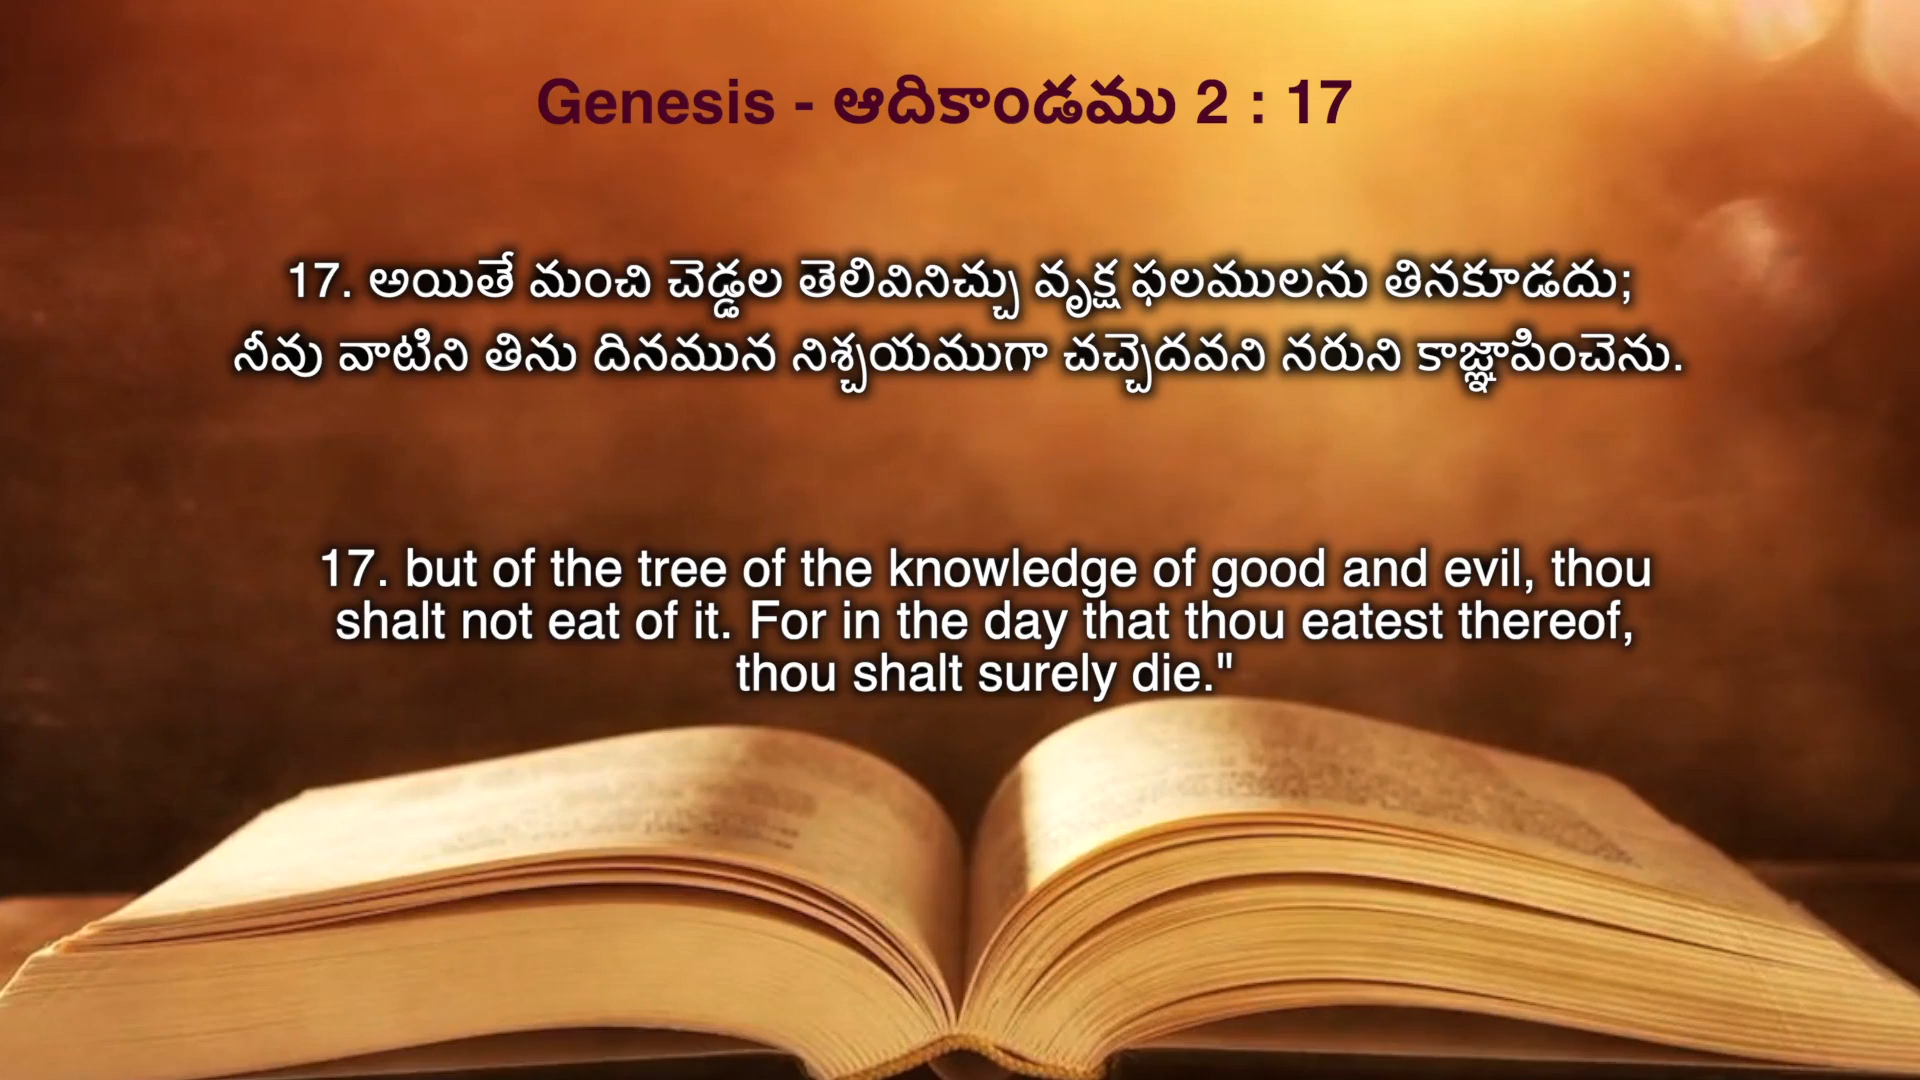 Genesis - ఆదికాండము 2 : 17
17. అయితే మంచి చెడ్డల తెలివినిచ్చు వృక్ష ఫలములను తినకూడదు;
నీవు వాటిని తిను దినమున నిశ్చయముగా చచ్చెదవని నరుని కాజ్ఞాపించెను.
17. but of the tree of the knowledge of good and evil, thou
shalt not eat of it. For in the day that thou eatest thereof,
thou shalt surely die."